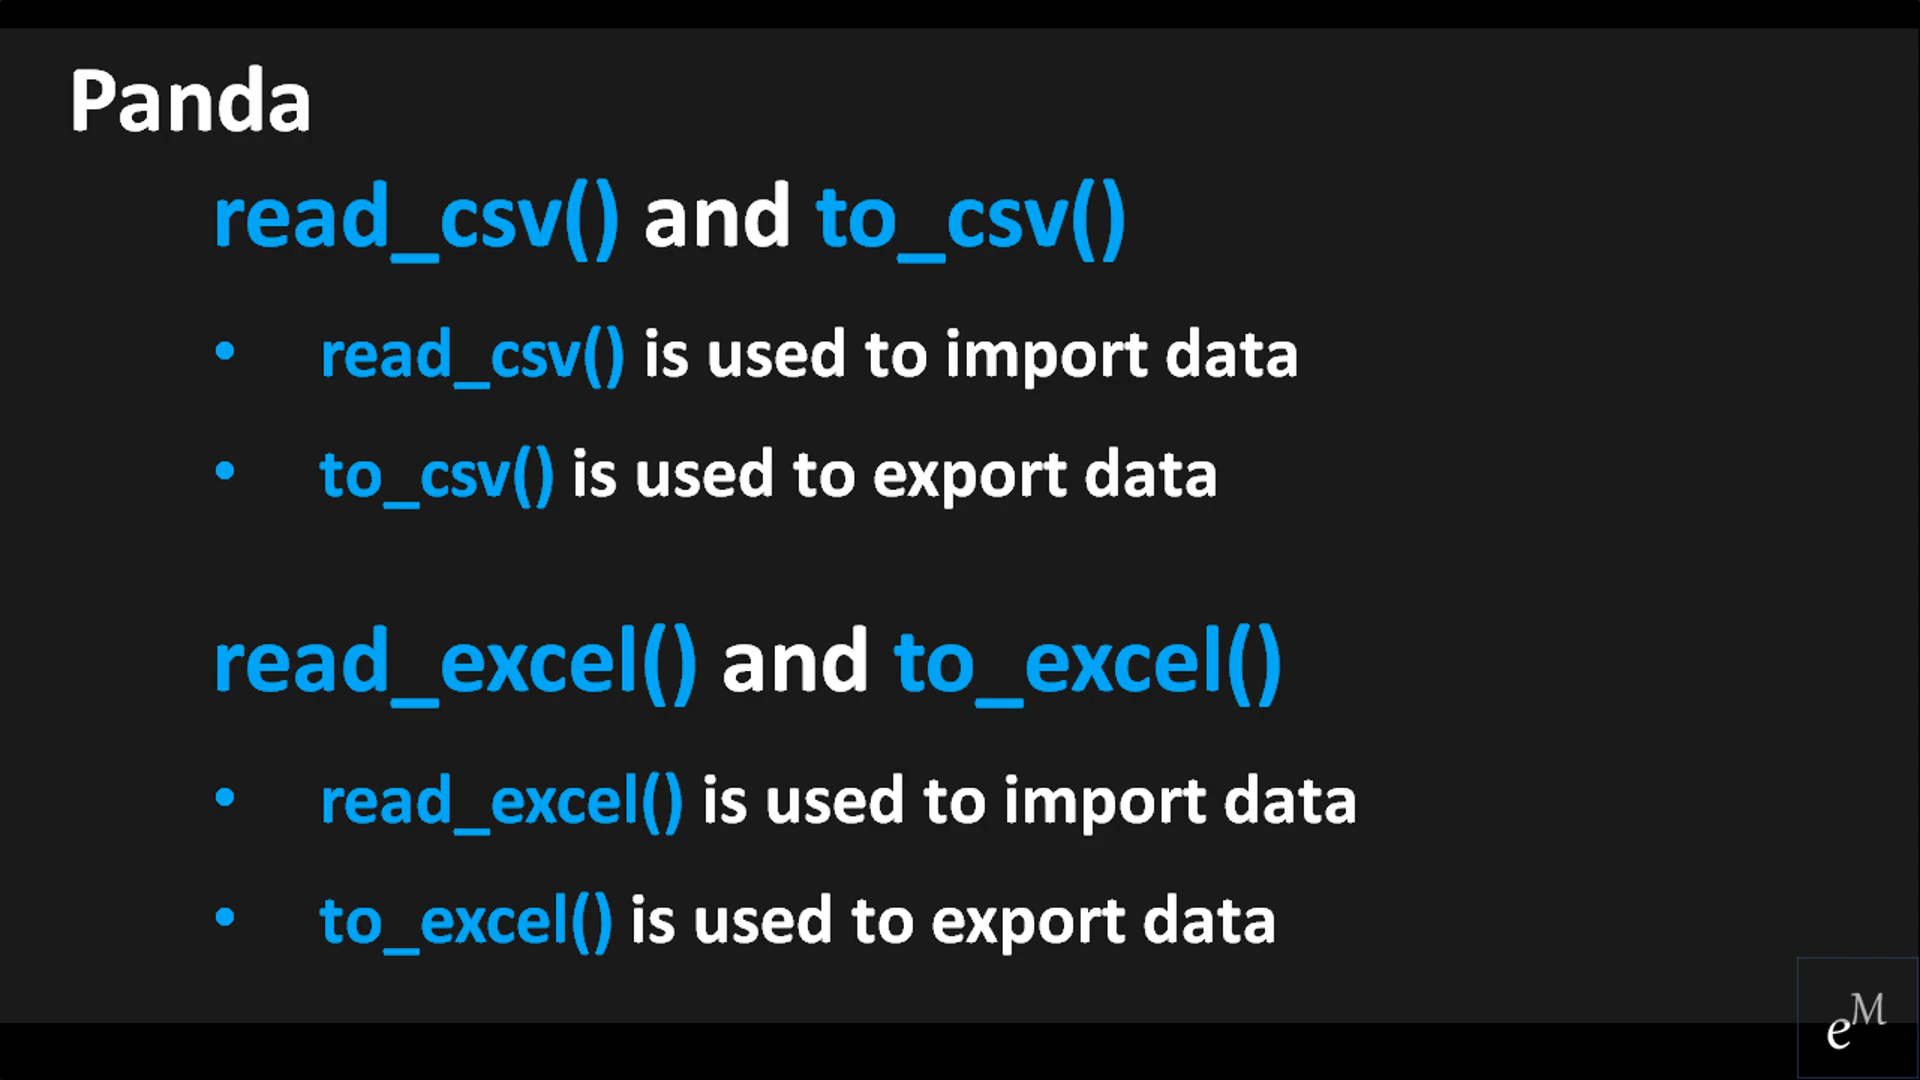 Panda
read_csv() and to_csv()
• read_csv() is used to import data
• to_csv() is used to export data
read_excel() and to_excel()
• read_excel() is used to import data
• to_excel() is used to export data
eM